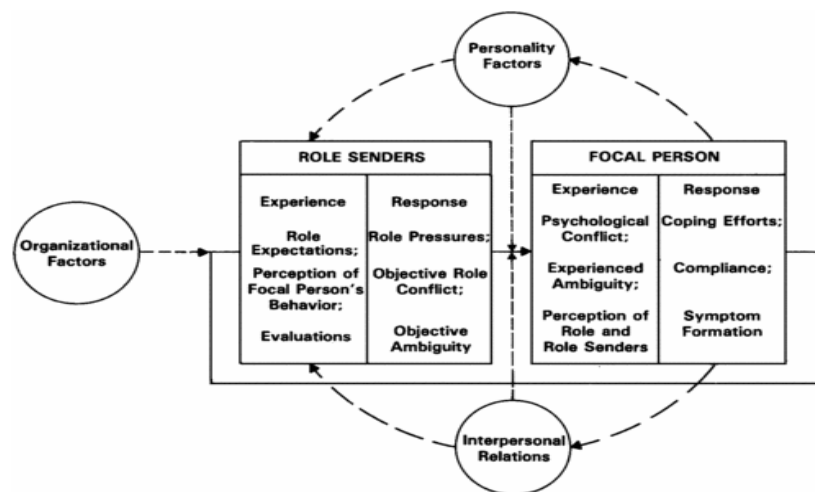 Personality
Factors
ROLE SENDERS
Experience
Role
Expectations;
Perception of
Focal Person's
Behavior;
Evaluations
Response
Role Pressures;
Objective Role
Conflict;
Objective
Ambiguity
FOCAL PERSON
Experience
Psychological
Conflict;
Experienced
Ambiguity;
Perception of
Role and
Role Senders
Response
Coping Efforts;
Compliance;
Symptom
Formation
Organizational
Factors
Interpersonal
Relations